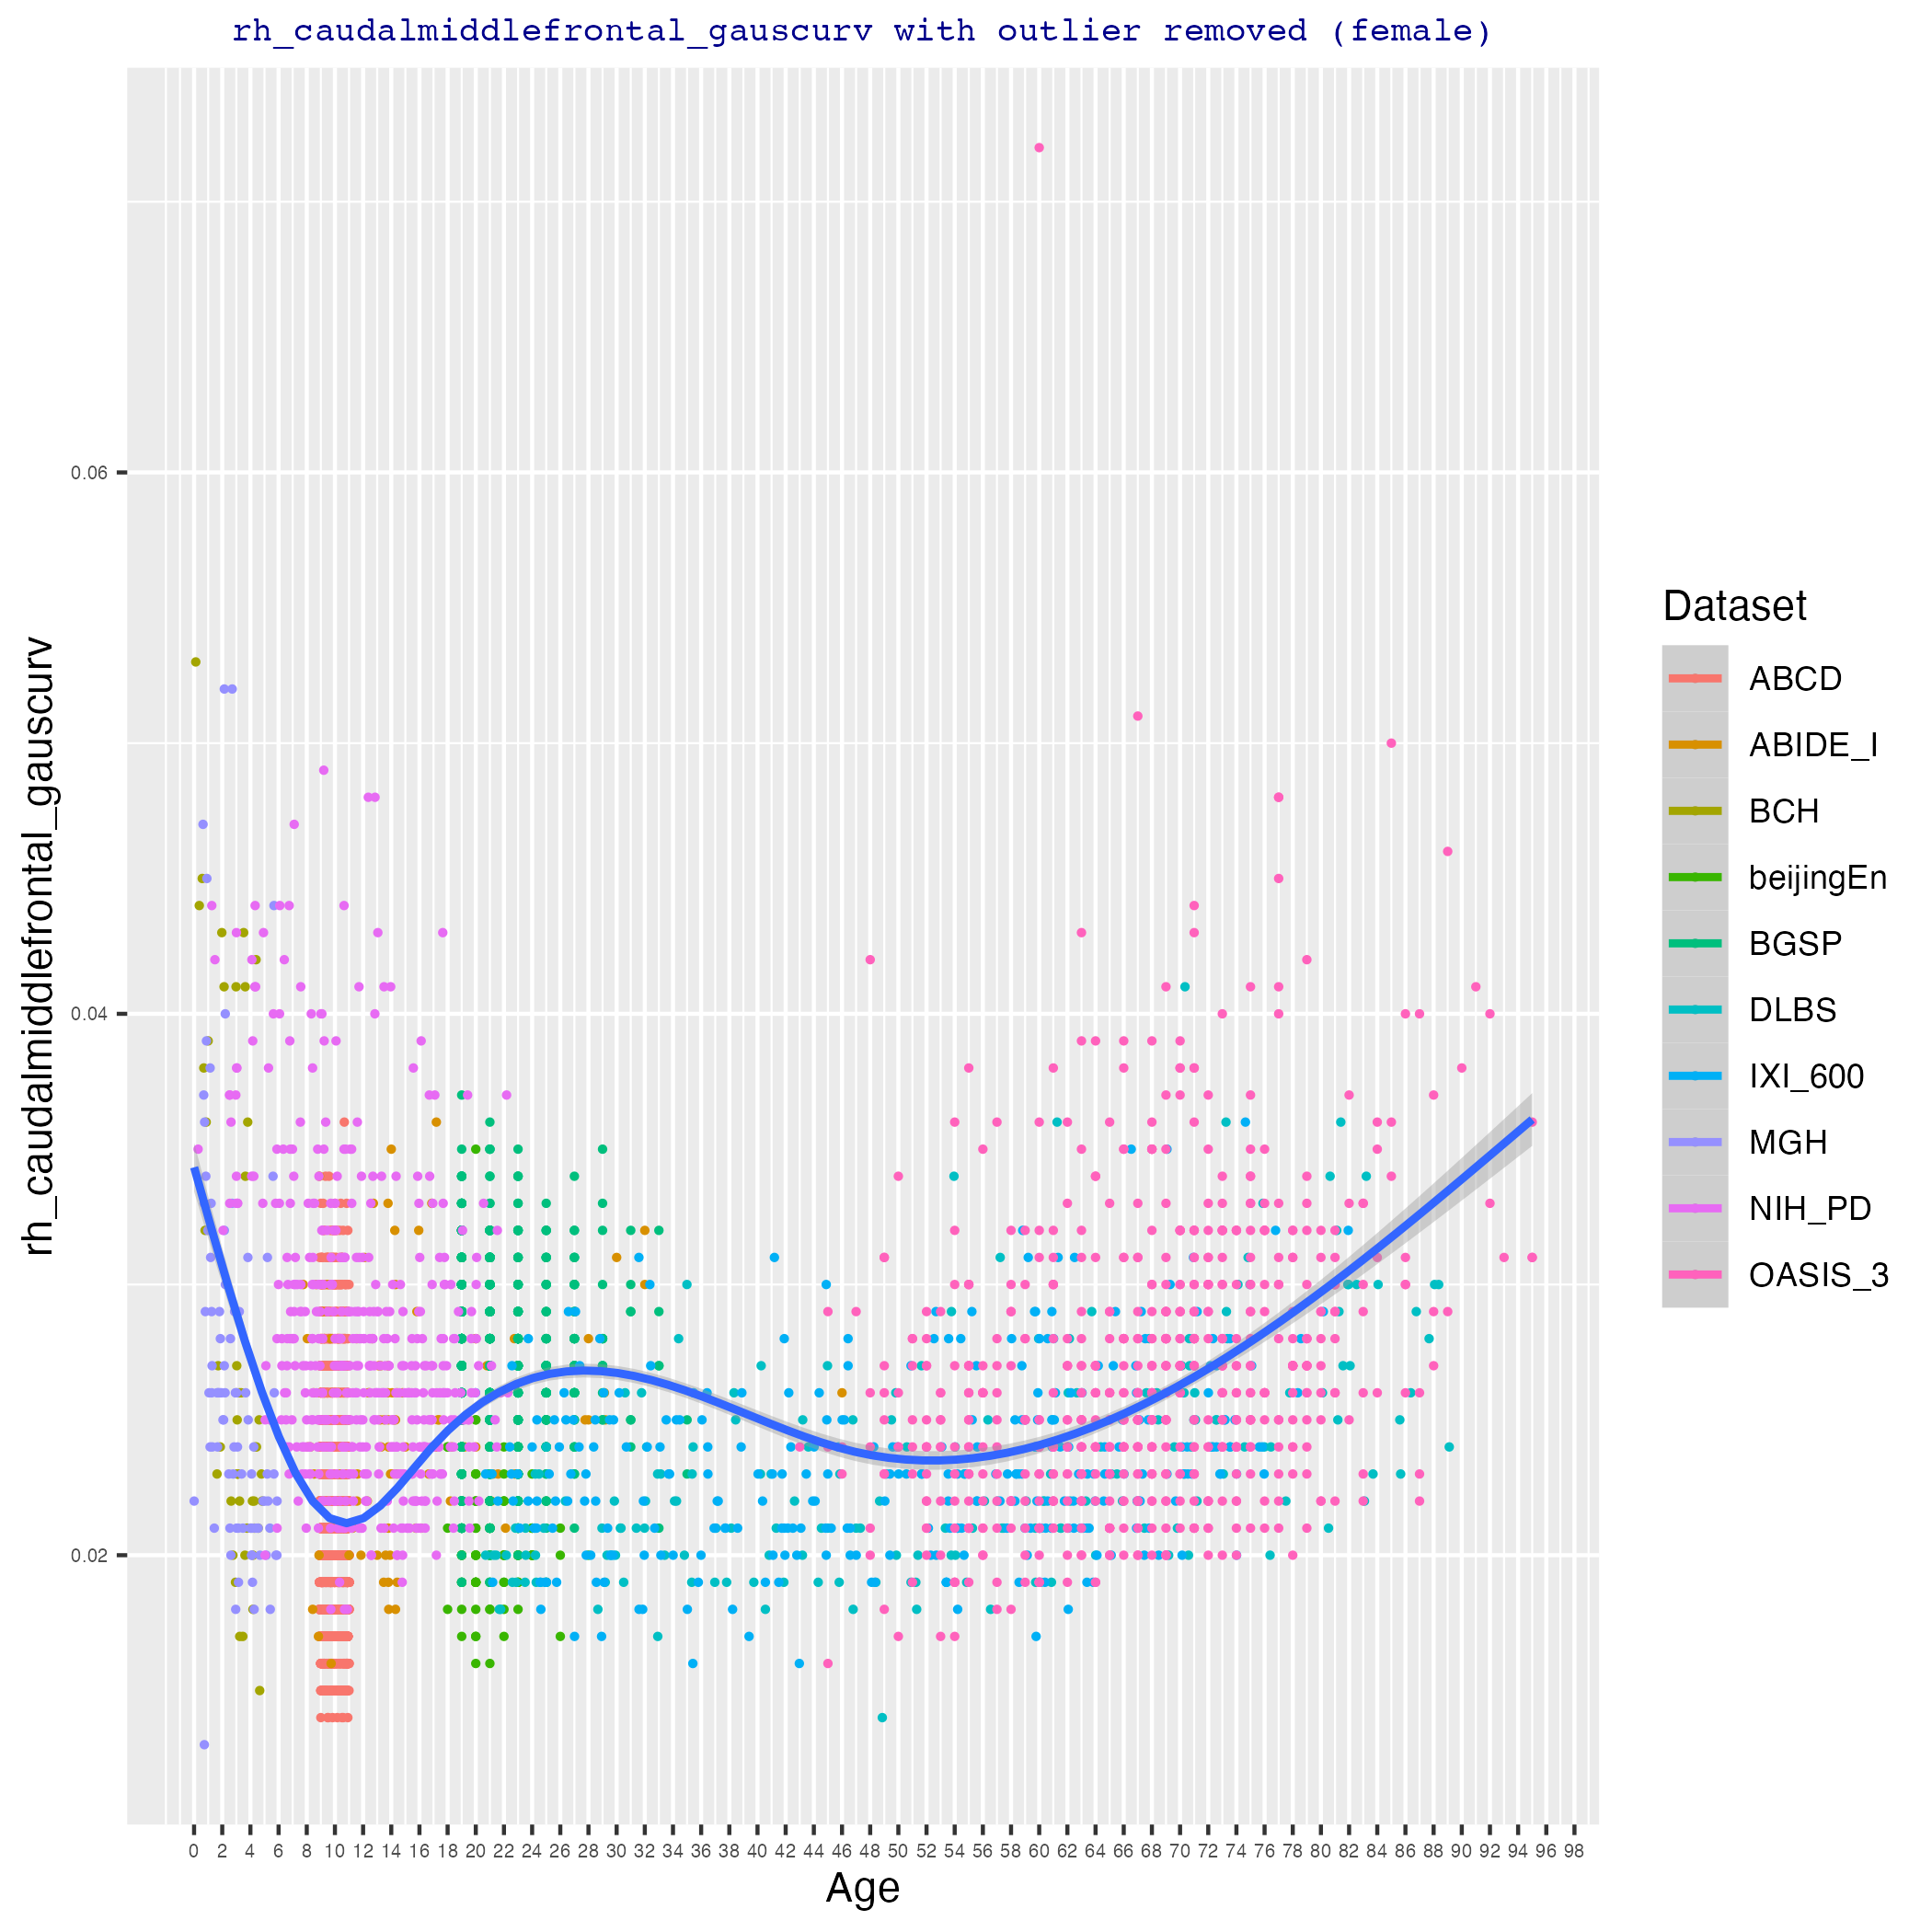 rh_caudalmiddlefrontal_gauscurv with outlier removed (female)
rh_caudalmiddlefrontal_gauscurv
0.06
0.04
0.02
0 2 4 6 8 10 12 14 16 18 20 22 24 26 28 30 32 34 36 38 40 42 44 46 48 50 52 54 56 58 60 62 64 66 68 70 72 74 76 78 80 82 84 86 88 90 92 94 96 98
Age
Dataset
ABCD
ABIDE_I
BCH
beijingEn
BGSP
DLBS
IXI_600
MGH
NIH_PD
OASIS_3